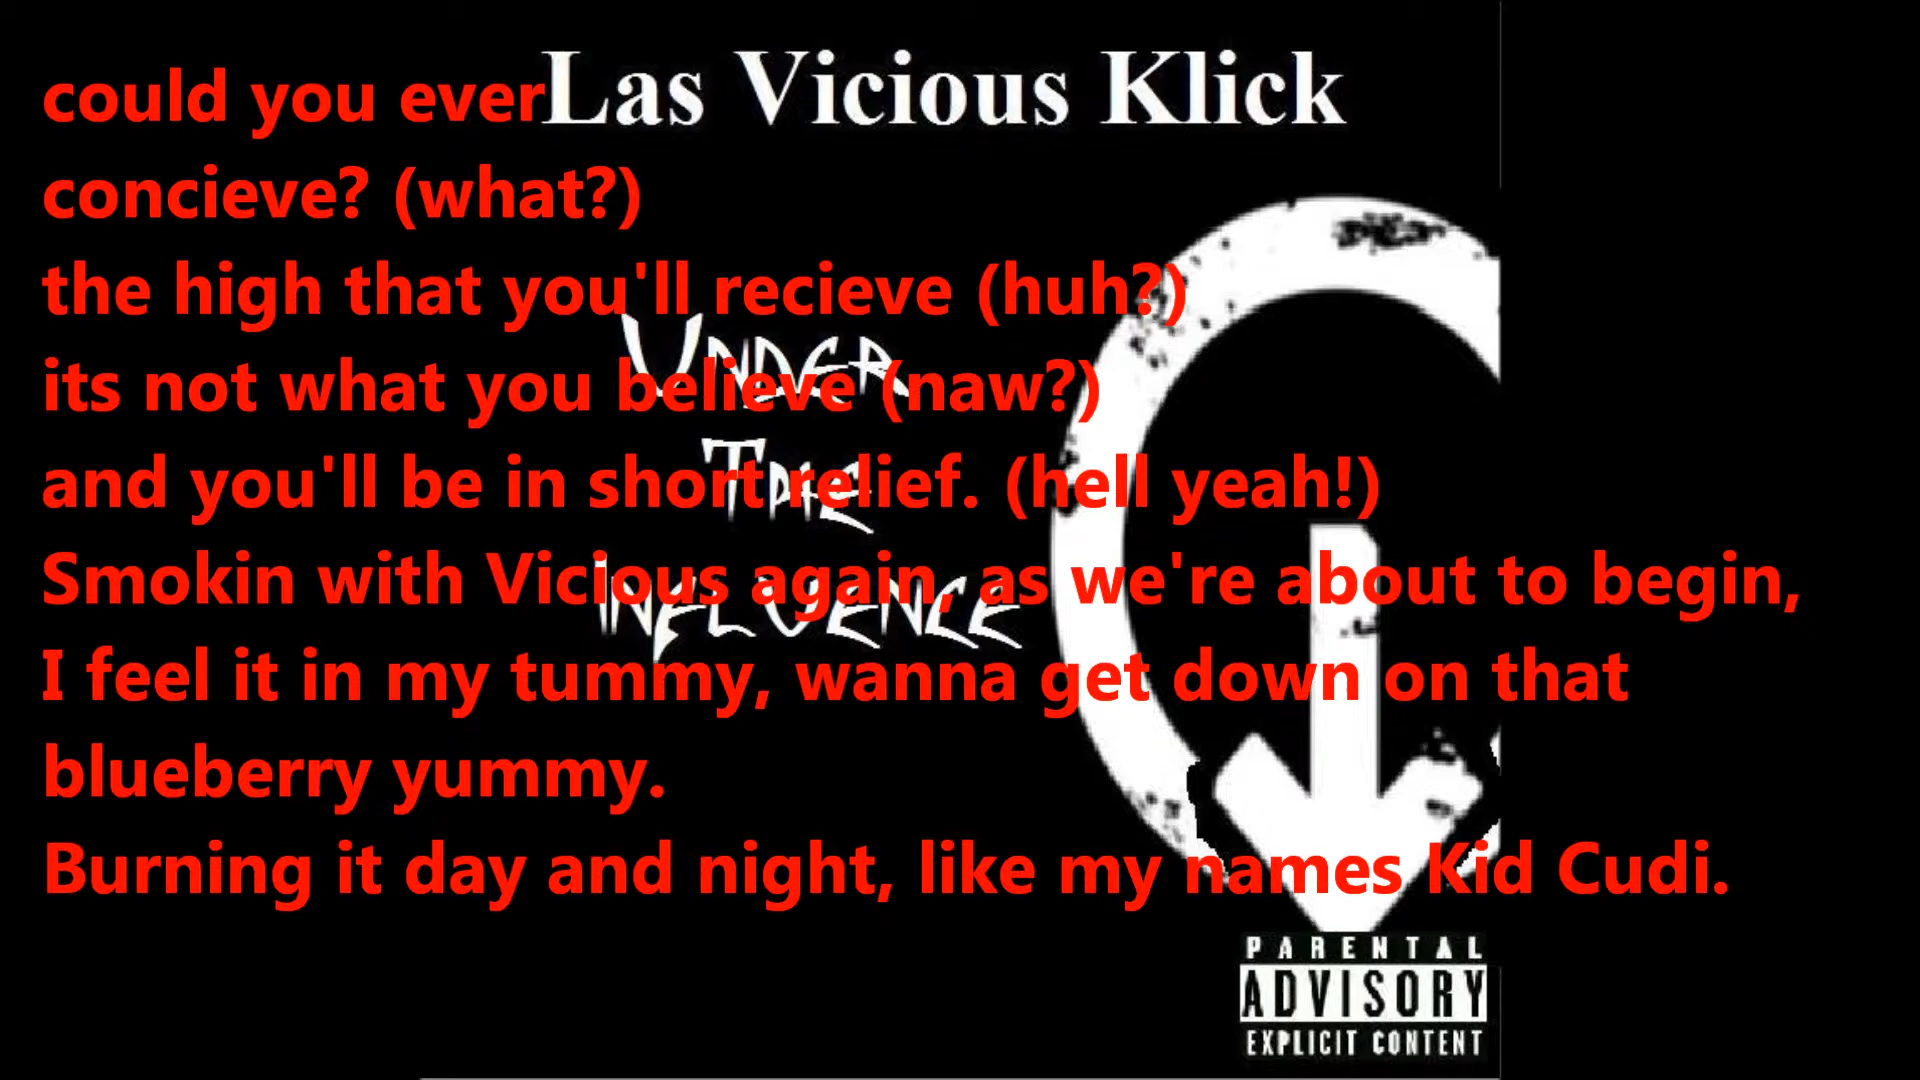 Las Vicious Klick
could you ever
concieve? (what?)
the high that you'll recieve (huh?)
its not what you believe (naw?)
and you'll be in short relief. (hell yeah!)
Smokin with Vicious again, as we're about to begin,
I feel it in my tummy, wanna get down on that
blueberry yummy.
Burning it day and night, like my names Kid Cudi.
Under
The
Influence
PARENTAL
ADVISORY
EXPLICIT CONTENT